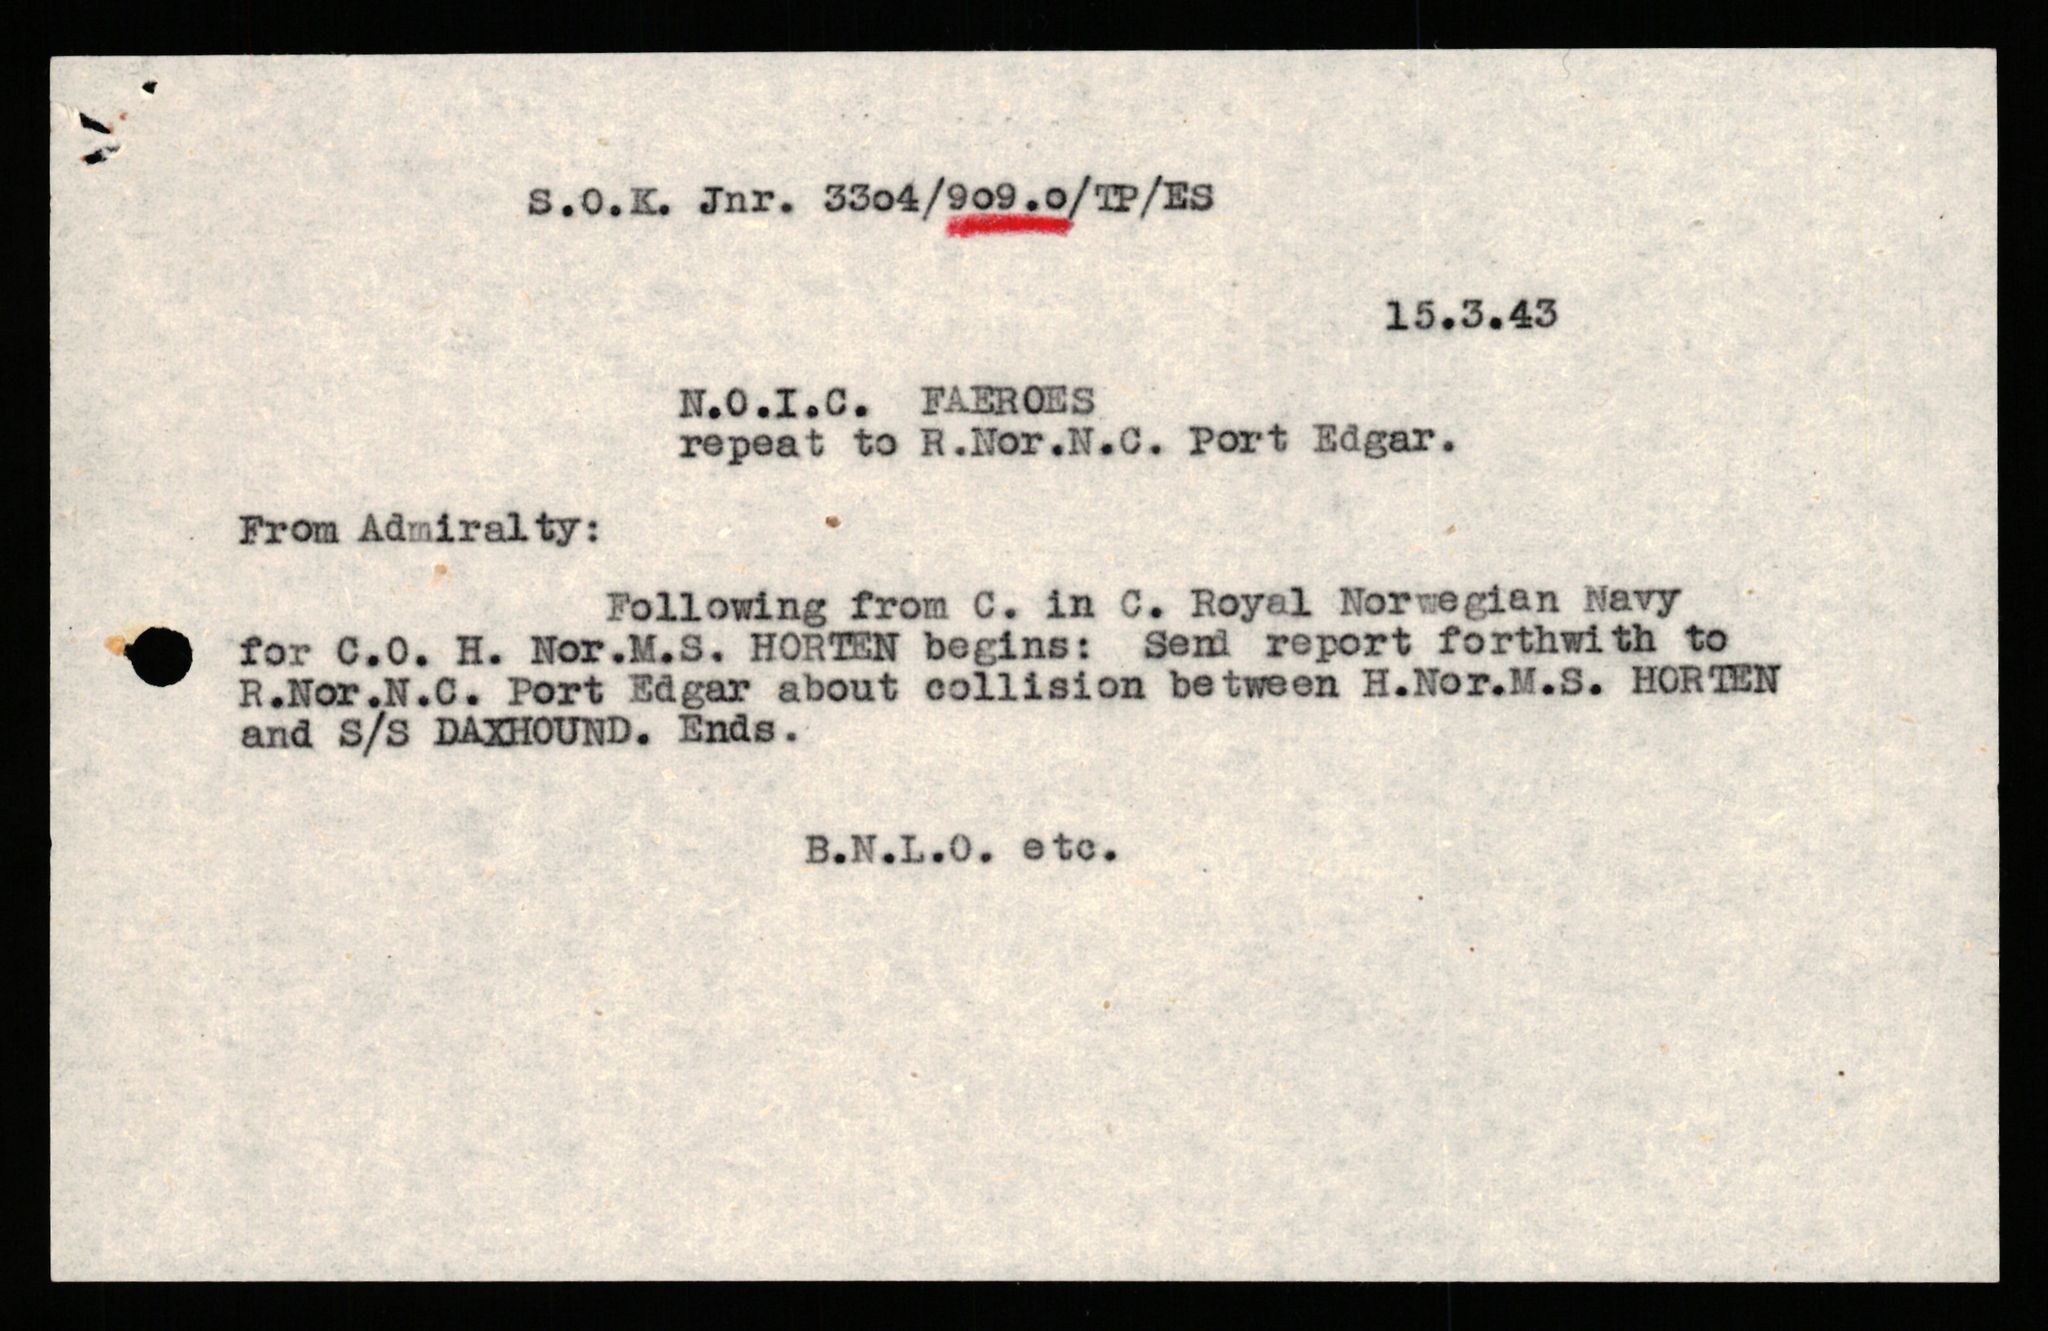 S.O.K. Jnr. 3304/909.0/TP/ES
15.3.43
N.O.I.C. FAEROES
repeat to R.Nor.N.C. Port Edgar.
From Admiralty:
Following from C. in C. Royal Norwegian Navy
for C.O. H. Nor.M.S. HORTEN begins: Send report forthwith to
R.Nor.N.C. Port Edgar about collision between H.Nor.M.S. HORTEN
and S/S DAXHOUND. Ends.
B.N.L.O. etc.